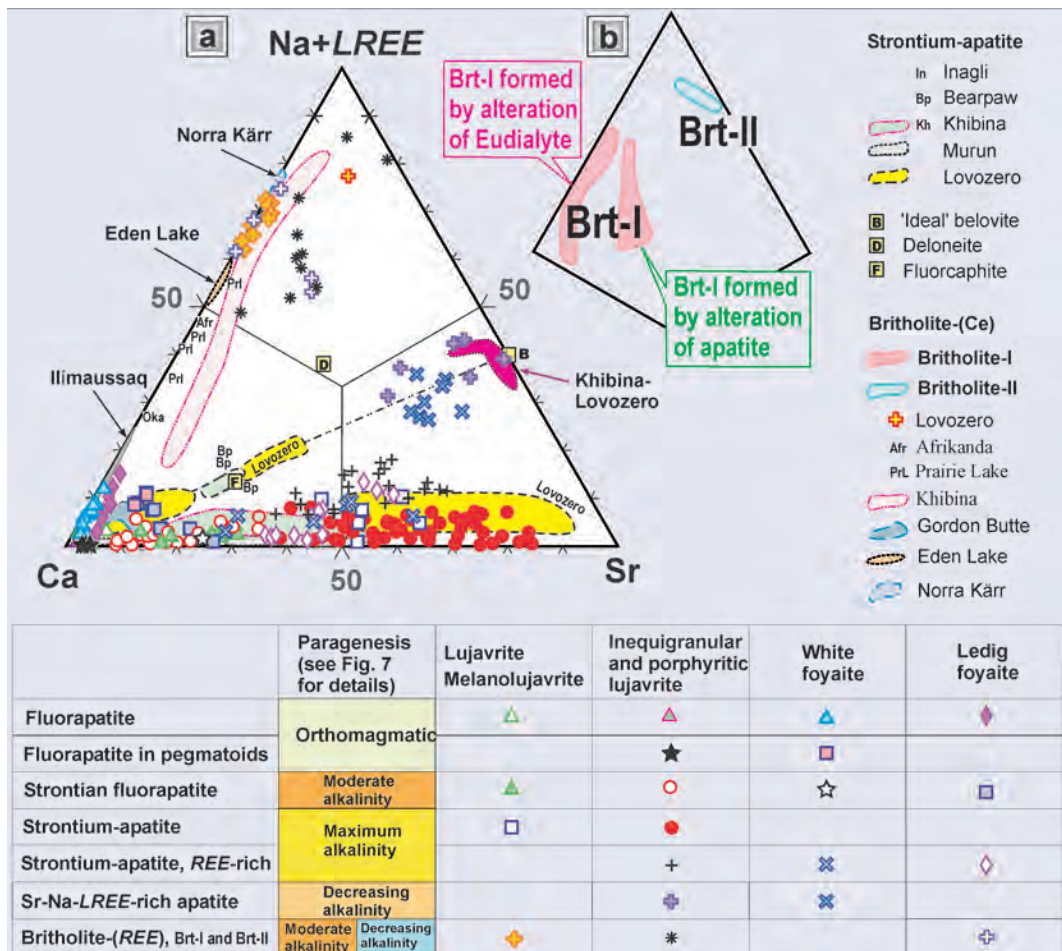 a
Na+LREE
b
Brt-I formed
by alteration
of Eudialyte
Brt-II
Brt-I
Brt-I formed
by alteration
of apatite
Norra Kärr
Eden Lake
Ilimaussaq
50
50
50
Prl
Afr
Prl
Prl
Prl
Oka
D
B
Khibina-
Lovozero
Bp
Bp
Bp
F
Lovozero
Lovozero
Ca
Sr
Strontium-apatite
In Inagli
Bp Bearpaw
Kh Khibina
Murun
Lovozero
B 'Ideal' belovite
D Deloneite
F Fluorcaphite
Britholite-(Ce)
Britholite-I
Britholite-II
Lovozero
Afr Afrikanda
PrL Prairie Lake
Khibina
Gordon Butte
Eden Lake
Norra Kärr
Paragenesis
(see Fig. 7
for details)
Lujavrite
Melanolujavrite
Inequigranular
and porphyritic
lujavrite
White
foyaite
Ledig
foyaite
Fluorapatite
Orthomagmatic
Fluorapatite in pegmatoids
Strontian fluorapatite
Moderate
alkalinity
Strontium-apatite
Maximum
alkalinity
Strontium-apatite, REE-rich
Sr-Na-LREE-rich apatite
Decreasing
alkalinity
Britholite-(REE), Brt-I and Brt-II
Moderate
alkalinity
Decreasing
alkalinity